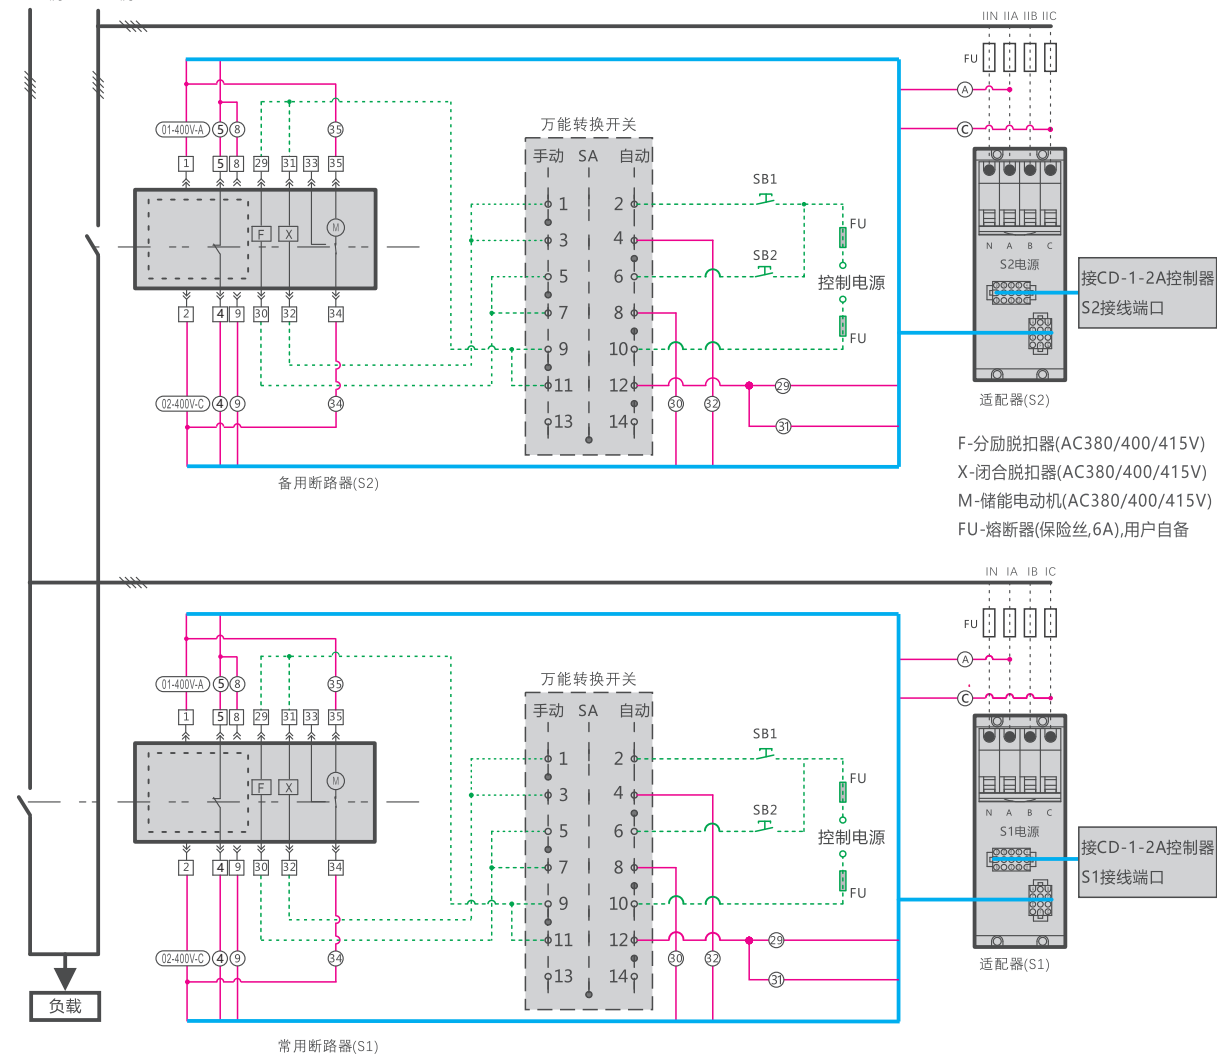 IIN IIA IIB IIC
FU
A
C
01-400V-A 5 8 35
1 5 8 29 31 33 35
F X M
2 4 9 30 32 34
02-400V-C 4 9 34
备用断路器(S2)
万能转换开关
手动 SA 自动
1 2
3 4
5 6
7 8
9 10
11 12
13 14
SB1
SB2
FU
控制电源
FU
29
30 32
31
N A B C
S2电源
适配器(S2)
接CD-1-2A控制器
S2接线端口
F-分励脱扣器(AC380/400/415V)
X-闭合脱扣器(AC380/400/415V)
M-储能电动机(AC380/400/415V)
FU-熔断器(保险丝,6A),用户自备
IN IA IB IC
FU
A
C
01-400V-A 5 8 35
1 5 8 29 31 33 35
F X M
2 4 9 30 32 34
02-400V-C 4 9 34
常用断路器(S1)
万能转换开关
手动 SA 自动
1 2
3 4
5 6
7 8
9 10
11 12
13 14
SB1
SB2
FU
控制电源
FU
29
30 32
31
N A B C
S1电源
适配器(S1)
接CD-1-2A控制器
S1接线端口
负载